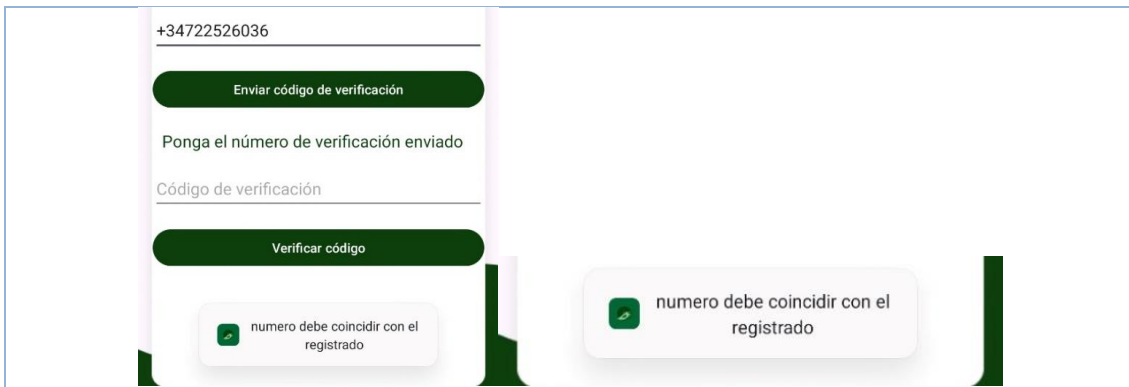 +34722526036
Enviar código de verificación
Ponga el número de verificación enviado
Código de verificación
Verificar código
numero debe coincidir con el
registrado
numero debe coincidir con el
registrado